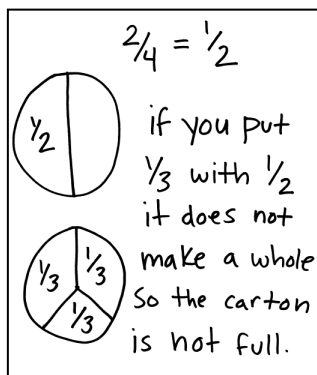 2/4 = 1/2
1/2
if you put
1/3 with 1/2
it does not
make a whole
so the carton
is not full.
1/3 1/3
1/3